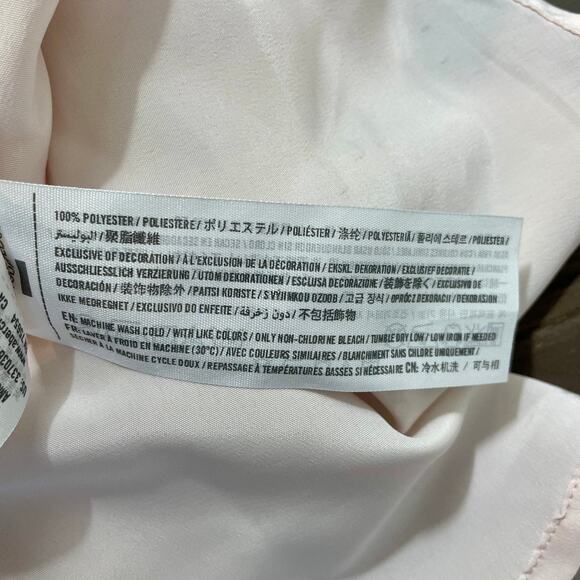 100% POLYESTER / POLIESTERE / ポリエステル / POLIÉSTER / 涤纶 / POLYESTERIÄ / 폴리에스테르 / POLIESTER /
البوليستر / 聚脂纖維
EXCLUSIVE OF DECORATION / A L'EXCLUSION DE LA DÉCORATION / ENSKL. DEKORATION / EXCLUSIEF DECORATIE /
AUSSCHLIESSLICH VERZIERUNG / UTOM DEKORATIONEN / ESCLUSA DECORAZIONE / 装飾を除く / EXCLUSIVO DE
DECORACIÓN / 装饰物除外 / PAITSI KORISTE / S VÝJIMKOU OZDOB / 고급 장식 / OPRÓCZ DEKORACJI / DEKORASION
IKKE MEDREGNET / EXCLUSIVO DO ENFEITE / دون زخرفة / 不包括飾物
EN: MACHINE WASH COLD / WITH LIKE COLORS / ONLY NON-CHLORINE BLEACH / TUMBLE DRY LOW / LOW IRON IF NEEDED
FR: LAVER À FROID EN MACHINE (30°C) / AVEC COULEURS SIMILAIRES / BLANCHIMENT SANS CHLORE UNIQUEMENT /
SÉCHER À LA MACHINE CYCLE DOUX / REPASSAGE À TEMPÉRATURES BASSES SI NÉCESSAIRE CN: 冷水机洗 / 可与相